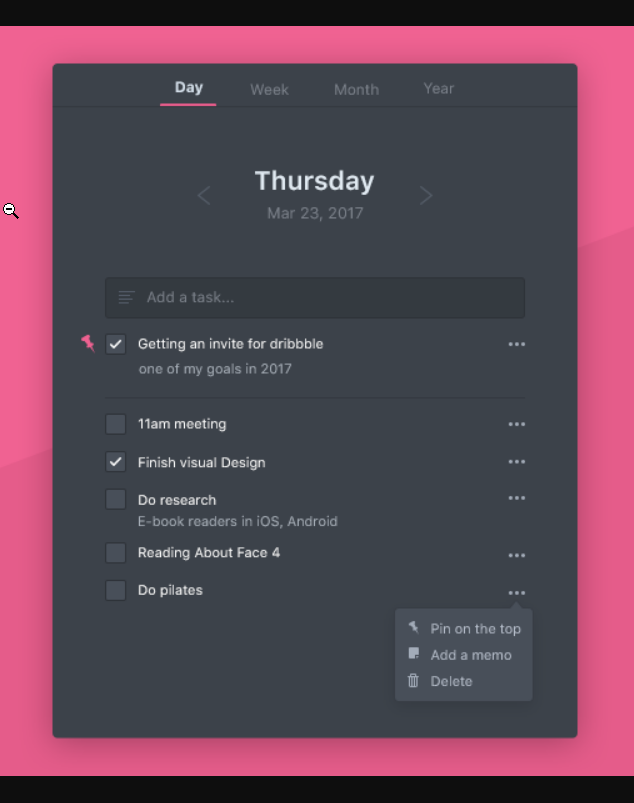 Day Week Month Year
Thursday
Mar 23, 2017
Add a task...
Getting an invite for dribbble
one of my goals in 2017
11am meeting
Finish visual Design
Do research
E-book readers in iOS, Android
Reading About Face 4
Do pilates
Pin on the top
Add a memo
Delete